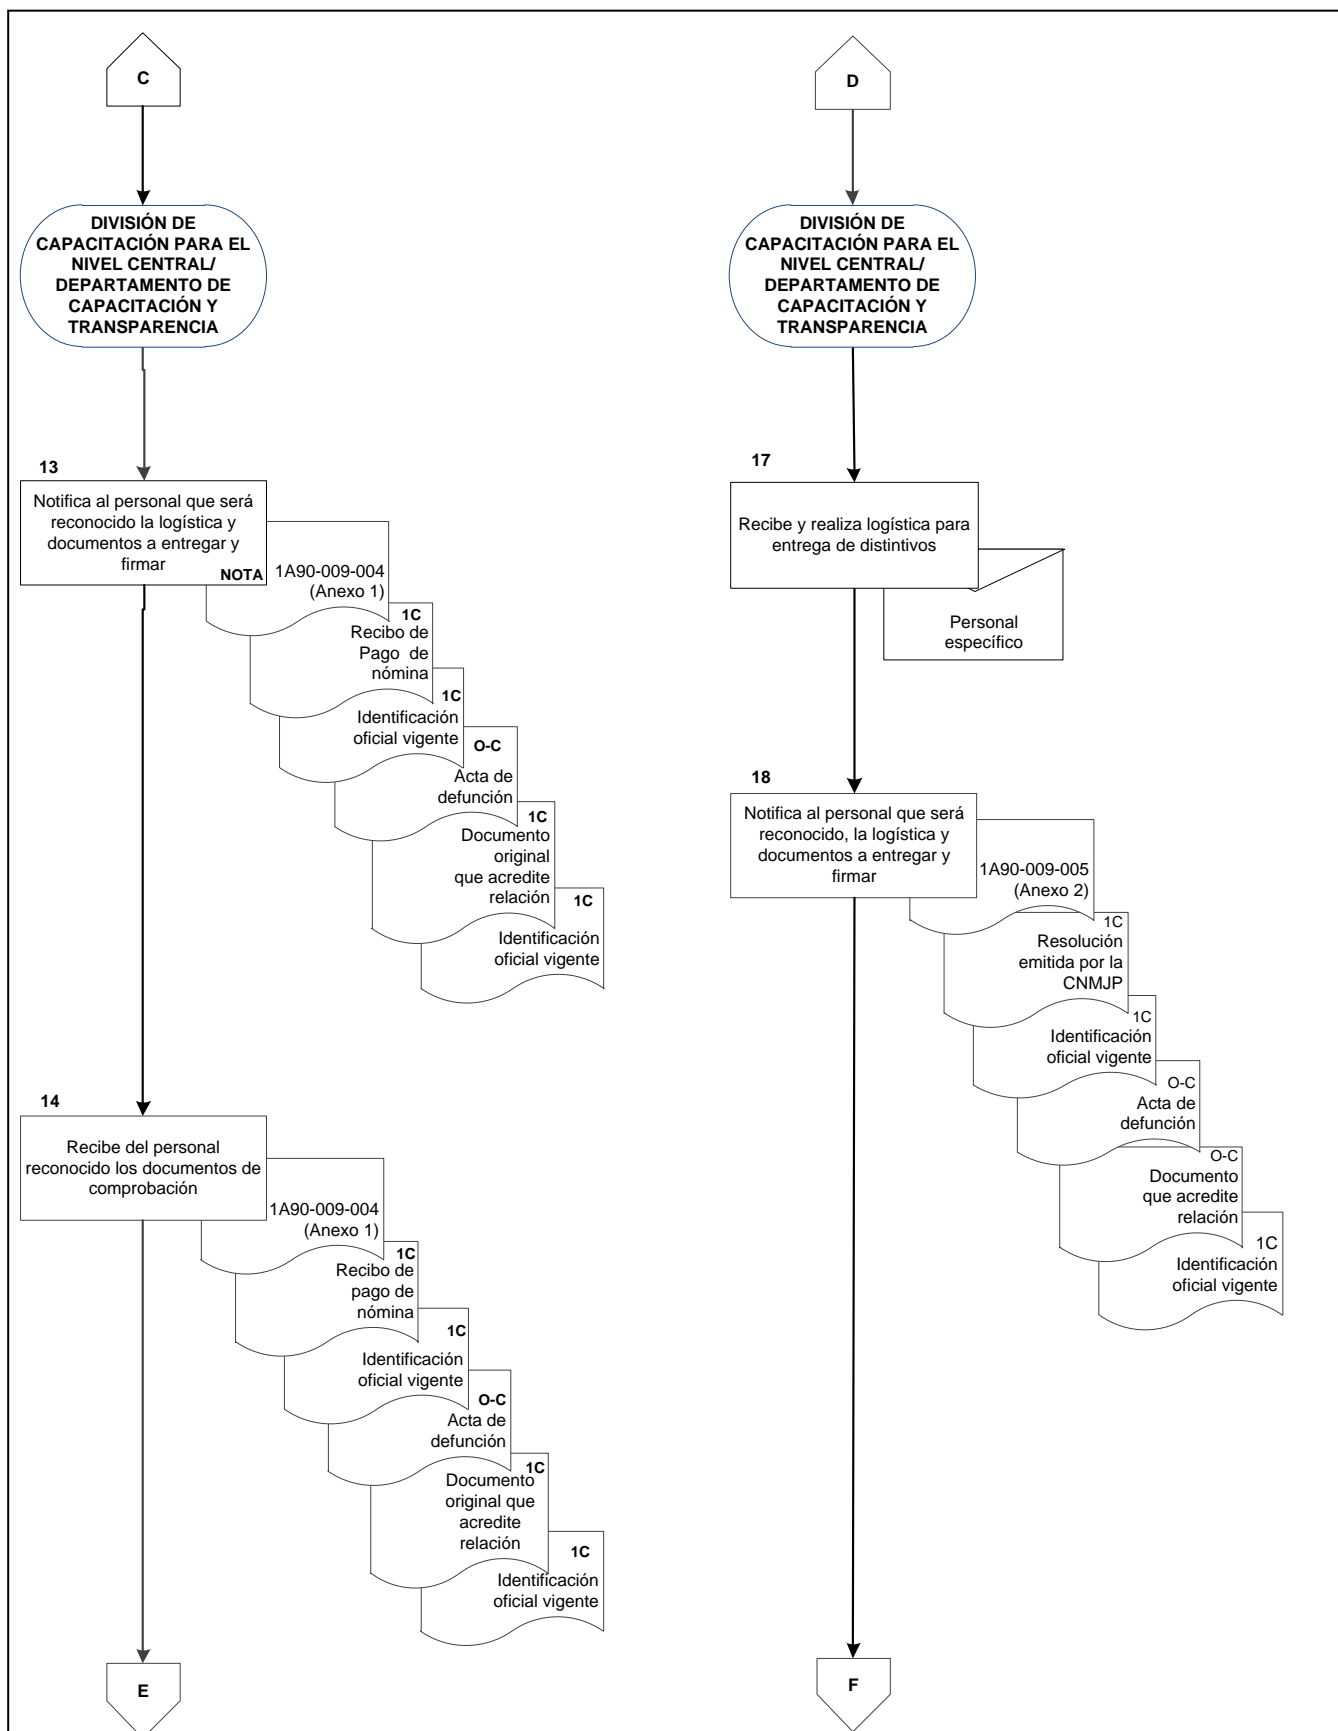 C
DIVISIÓN DE
CAPACITACIÓN PARA EL
NIVEL CENTRAL/
DEPARTAMENTO DE
CAPACITACIÓN Y
TRANSPARENCIA
13
Notifica al personal que será
reconocido la logística y
documentos a entregar y
firmar
NOTA
1A90-009-004
(Anexo 1)
1C
Recibo de
Pago de
nómina
1C
Identificación
oficial vigente
O-C
Acta de
defunción
1C
Documento
original
que acredite
relación
1C
Identificación
oficial vigente
14
Recibe del personal
reconocido los documentos de
comprobación
1A90-009-004
(Anexo 1)
1C
Recibo de
pago de
nómina
1C
Identificación
oficial vigente
O-C
Acta de
defunción
1C
Documento
original que
acredite
relación
1C
Identificación
oficial vigente
E
D
DIVISIÓN DE
CAPACITACIÓN PARA EL
NIVEL CENTRAL/
DEPARTAMENTO DE
CAPACITACIÓN Y
TRANSPARENCIA
17
Recibe y realiza logística para
entrega de distintivos
Personal
específico
18
Notifica al personal que será
reconocido, la logística y
documentos a entregar y
firmar
1A90-009-005
(Anexo 2)
1C
Resolución
emitida por la
CNMJP
1C
Identificación
oficial vigente
O-C
Acta de
defunción
O-C
Documento
que acredite
relación
1C
Identificación
oficial vigente
F